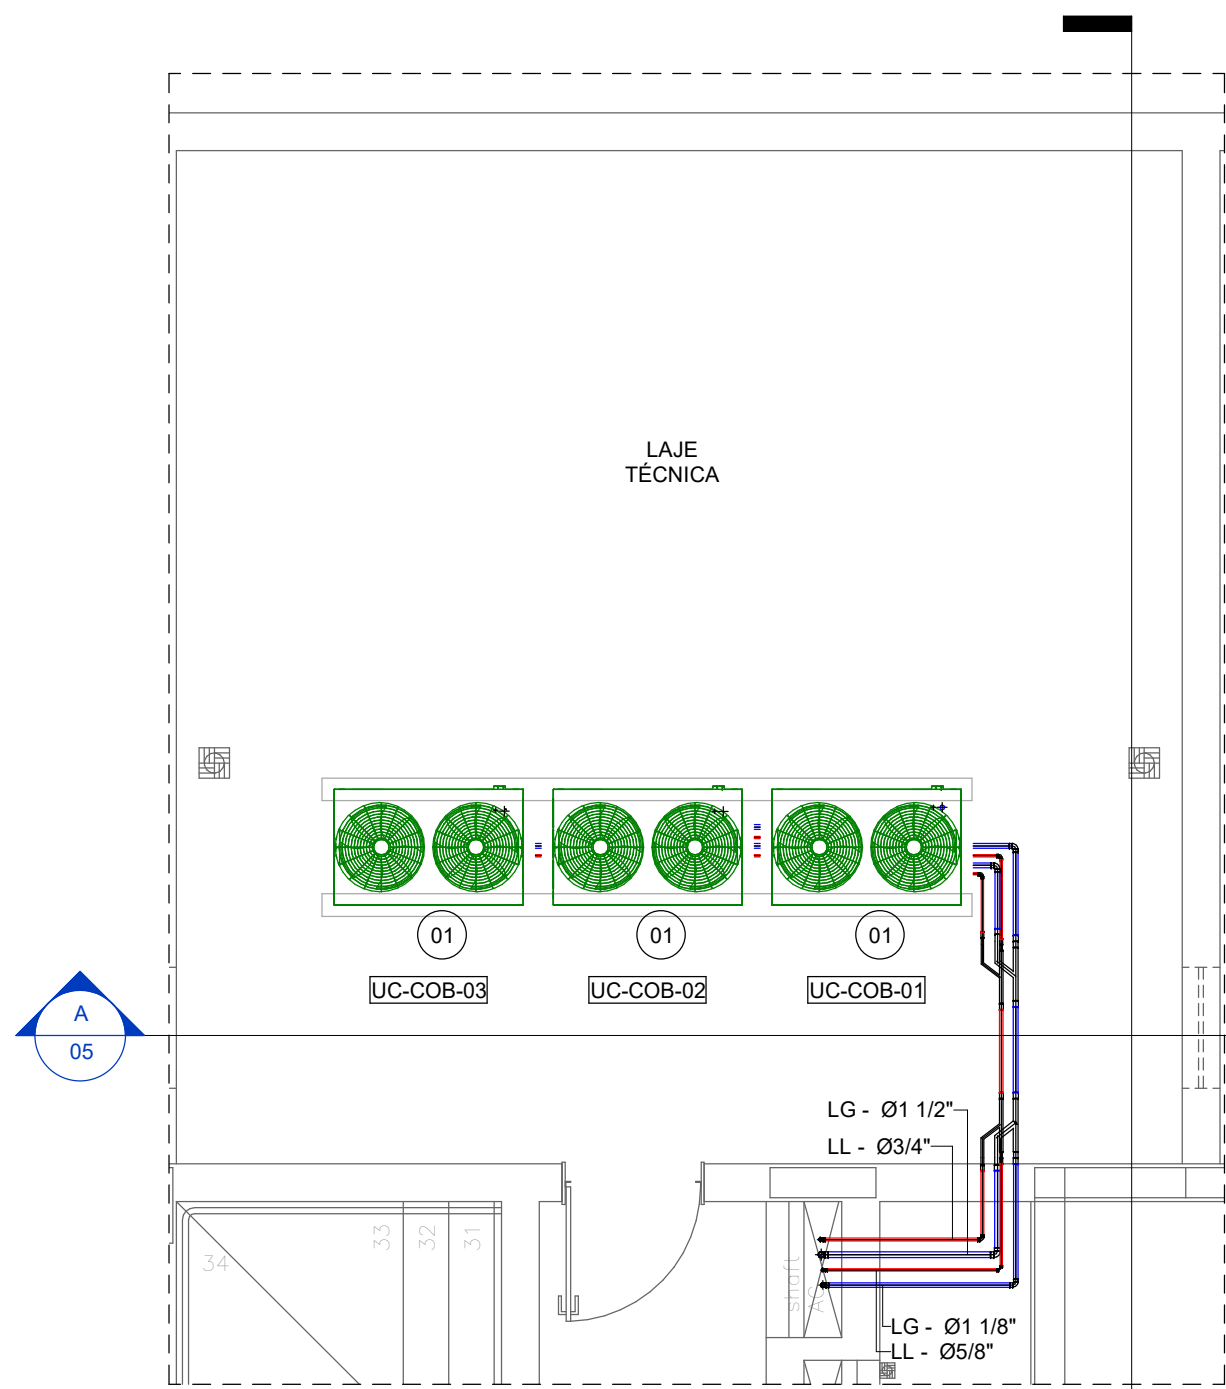 LAJE
TÉCNICA
01
01
01
UC-COB-03
UC-COB-02
UC-COB-01
A
05
LG - Ø1 1/2"
LL - Ø3/4"
34
33
32
31
shaft
AC
LG - Ø1 1/8"
LL - Ø5/8"